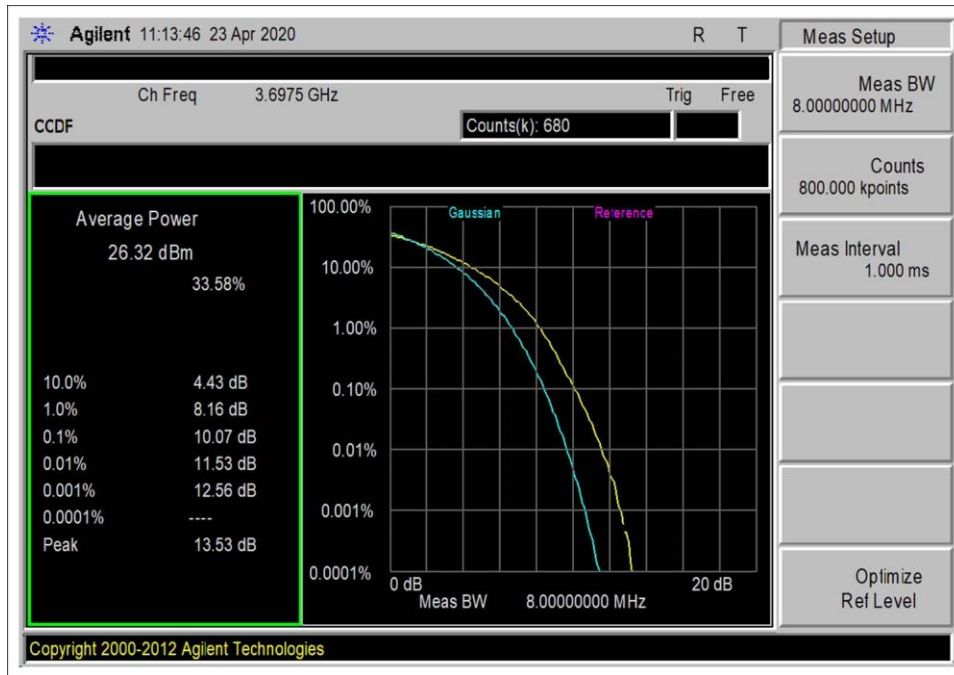 Agilent 11:13:46 23 Apr 2020 R T
Meas Setup
Ch Freq 3.6975 GHz Trig Free
CCDF Counts(k): 680
Meas BW
8.00000000 MHz
Counts
800.000 kpoints
Meas Interval
1.000 ms
Optimize
Ref Level
Average Power
26.32 dBm
33.58%
10.0% 4.43 dB
1.0% 8.16 dB
0.1% 10.07 dB
0.01% 11.53 dB
0.001% 12.56 dB
0.0001% ----
Peak 13.53 dB
Gaussian Reference
100.00%
10.00%
1.00%
0.10%
0.01%
0.001%
0.0001%
0 dB 20 dB
Meas BW 8.00000000 MHz
Copyright 2000-2012 Agilent Technologies